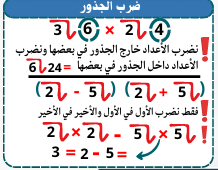 ضرب الجذور
3√6 × 2√4
نضرب الأعداد خارج الجذور في بعضها ونضرب
الأعداد داخل الجذور في بعضها = 6√24
(√2 - √5) (√2 + √5)
فقط نضرب الأول في الأول والأخير في الأخير
√2 × √2 - √5 × √5
3 = 2 - 5 =